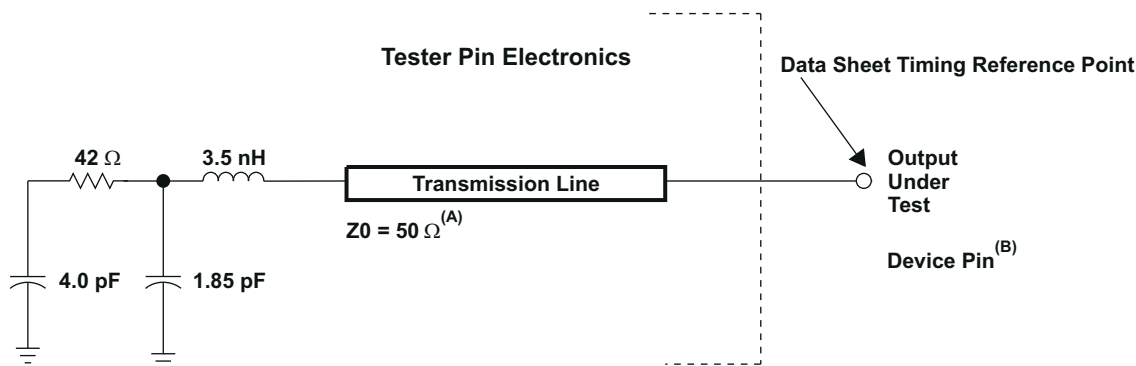 Tester Pin Electronics
Data Sheet Timing Reference Point
42 Ω
3.5 nH
Transmission Line
Output
Under
Test
Z0 = 50 Ω(A)
Device Pin(B)
4.0 pF
1.85 pF